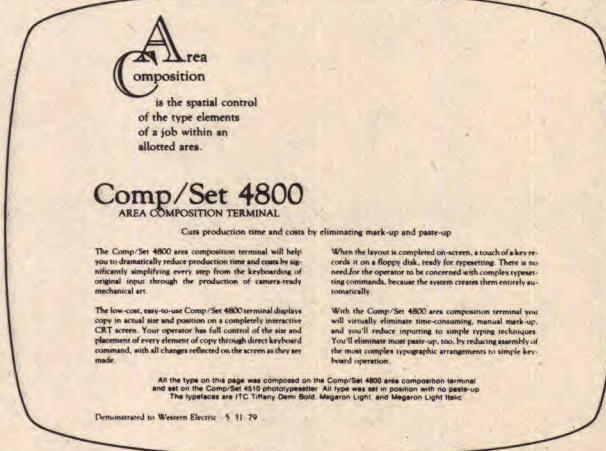 Area
Composition
is the spatial control
of the type elements
of a job within an
allotted area.
Comp/Set 4800
AREA COMPOSITION TERMINAL
Cuts production time and costs by eliminating mark-up and paste-up
The Comp/Set 4800 area composition terminal will help
you to dramatically reduce production time and costs by sig-
nificantly simplifying every step from the keyboarding of
original input through the production of camera-ready
mechanical art.
The low-cost, easy-to-use Comp/Set 4800 terminal displays
copy in actual size and position on a completely interactive
CRT screen. Your operator has full control of the size and
placement of every element of copy through direct keyboard
command, with all changes reflected on the screen as they are
made.
When the layout is completed on-screen, a touch of a key re-
cords it on a floppy disk, ready for typesetting. There is no
need for the operator to be concerned with complex typeset-
ting commands, because the system creates them entirely au-
tomatically.
With the Comp/Set 4800 area composition terminal you
will virtually eliminate time-consuming, manual mark-up,
and you'll reduce inputting to simple typing techniques.
You'll eliminate most paste-up, too, by reducing assembly of
the most complex typographic arrangements to simple key-
board operation.
All the type on this page was composed on the Comp/Set 4800 area composition terminal
and set on the Comp/Set 4510 phototypesetter. All type was set in position with no paste-up.
The typefaces are ITC Tiffany Demi Bold, Megaron Light, and Megaron Light Italic
Demonstrated to Western Electric - 5/31/79